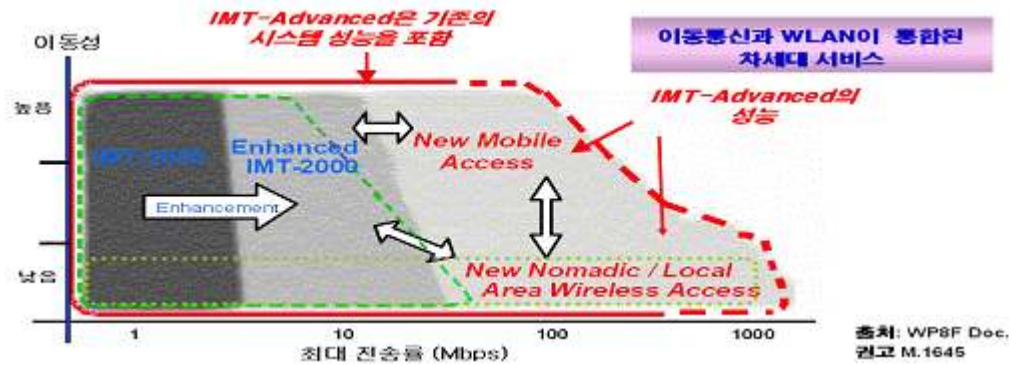 IMT-Advanced은 기존의
시스템 성능을 포함
이동성
이동통신과 WLAN이 통합된
차세대 서비스
IMT-Advanced의
성능
높음
New Mobile
Access
IMT-2000
Enhanced
IMT-2000
Enhancement
낮음
New Nomadic / Local
Area Wireless Access
1
10
100
1000
최대 전송률 (Mbps)
출처: WP8F Doc.
권고 M.1645